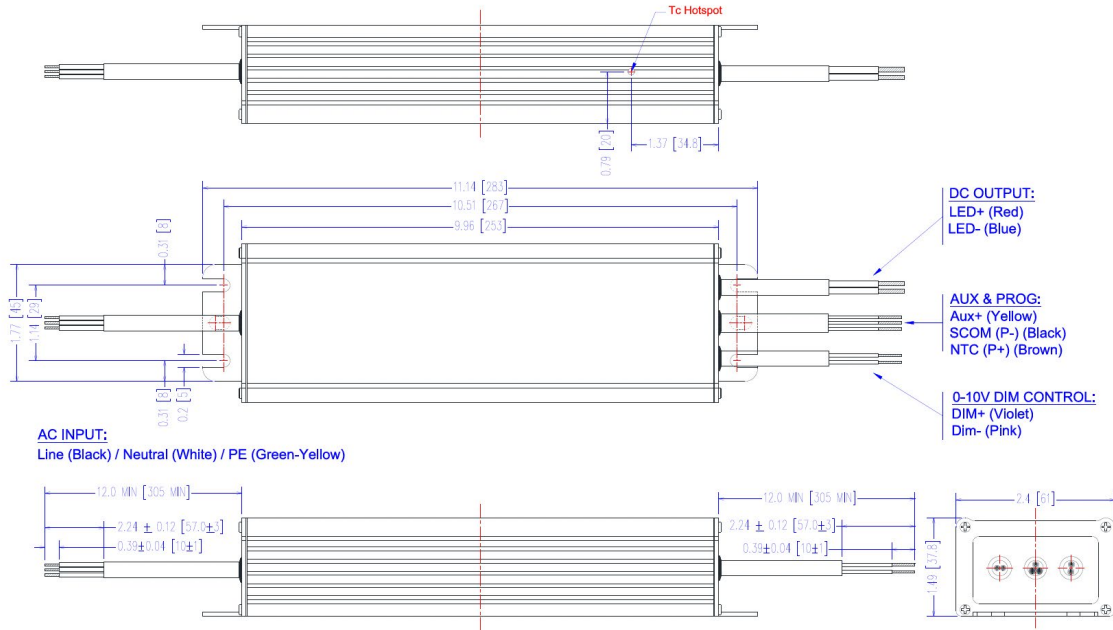 Tc Hotspot
0.79 [20]
1.37 [34.8]
11.14 [283]
10.51 [267]
9.96 [253]
0.31 [8]
1.77 [45]
1.14 [29]
0.31 [8]
0.2 [5]
DC OUTPUT:
LED+ (Red)
LED- (Blue)
AUX & PROG:
Aux+ (Yellow)
SCOM (P-) (Black)
NTC (P+) (Brown)
0-10V DIM CONTROL:
DIM+ (Violet)
Dim- (Pink)
AC INPUT:
Line (Black) / Neutral (White) / PE (Green-Yellow)
12.0 MIN [305 MIN]
2.24 ± 0.12 [57.0±3]
0.39±0.04 [10±1]
12.0 MIN [305 MIN]
2.24 ± 0.12 [57.0±3]
0.39±0.04 [10±1]
2.4 [61]
1.49 [37.8]